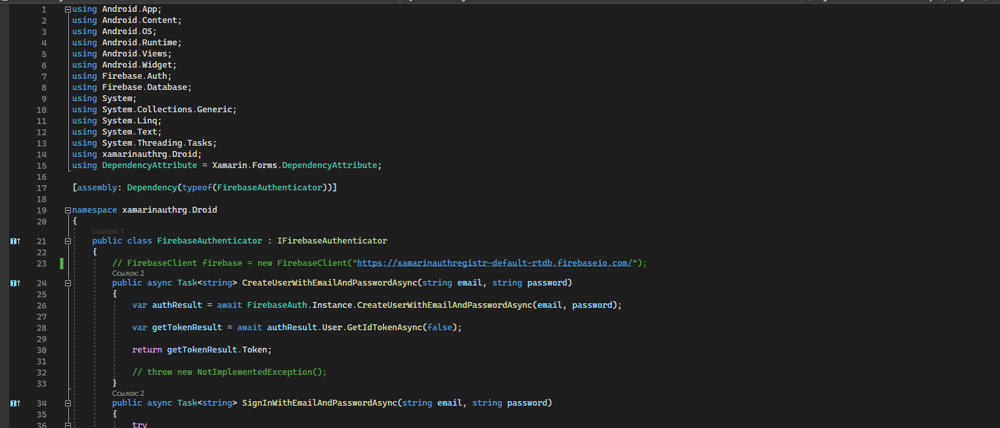 1 using Android.App;
2 using Android.Content;
3 using Android.OS;
4 using Android.Runtime;
5 using Android.Views;
6 using Android.Widget;
7 using Firebase.Auth;
8 using Firebase.Database;
9 using System;
10 using System.Collections.Generic;
11 using System.Linq;
12 using System.Text;
13 using System.Threading.Tasks;
14 using xamarinauthrg.Droid;
15 using DependencyAttribute = Xamarin.Forms.DependencyAttribute;
16
17 [assembly: Dependency(typeof(FirebaseAuthenticator))]
18
19 namespace xamarinauthrg.Droid
20 {
Ссылок: 1
21 public class FirebaseAuthenticator : IFirebaseAuthenticator
22 {
23 // FirebaseClient firebase = new FirebaseClient("https://xamarinauthregistr-default-rtdb.firebaseio.com/");
Ссылок: 2
24 public async Task<string> CreateUserWithEmailAndPasswordAsync(string email, string password)
25 {
26 var authResult = await FirebaseAuth.Instance.CreateUserWithEmailAndPasswordAsync(email, password);
27
28 var getTokenResult = await authResult.User.GetIdTokenAsync(false);
29
30 return getTokenResult.Token;
31
32 // throw new NotImplementedException();
33 }
Ссылок: 2
34 public async Task<string> SignInWithEmailAndPasswordAsync(string email, string password)
35 {
36 try